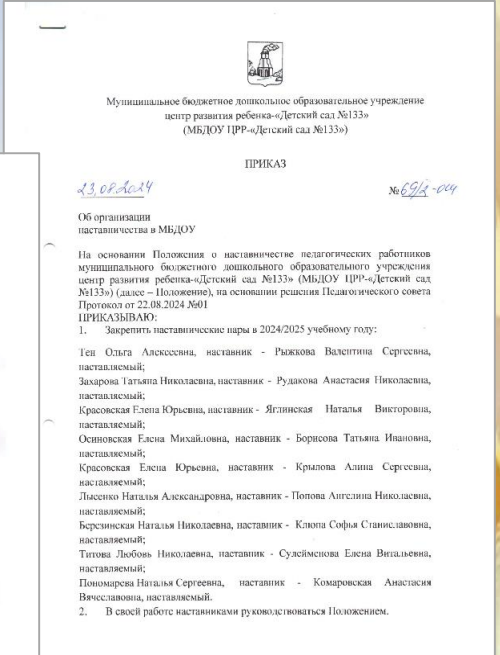 Муниципальное бюджетное дошкольное образовательное учреждение
центр развития ребенка-«Детский сад №133»
(МБДОУ ЦРР-«Детский сад №133»)
ПРИКАЗ
23.08.2024 № 69/2-осн
Об организации
наставничества в МБДОУ
На основании Положения о наставничестве педагогических работников
муниципального бюджетного дошкольного образовательного учреждения
центр развития ребенка-«Детский сад №133» (МБДОУ ЦРР-«Детский сад
№133») (далее – Положение), на основании решения Педагогического совета
Протокол от 22.08.2024 №01
ПРИКАЗЫВАЮ:
1. Закрепить наставнические пары в 2024/2025 учебному году:
Тен Ольга Алексеевна, наставник - Рыжкова Валентина Сергеевна,
наставляемый;
Захарова Татьяна Николаевна, наставник - Рудакова Анастасия Николаевна,
наставляемый;
Красовская Елена Юрьевна, наставник - Яглинская Наталья Викторовна,
наставляемый;
Осиновская Елена Михайловна, наставник - Борисова Татьяна Ивановна,
наставляемый;
Красовская Елена Юрьевна, наставник - Крылова Алина Сергеевна,
наставляемый;
Лысенко Наталья Александровна, наставник - Попова Ангелина Николаевна,
наставляемый;
Березинская Наталья Николаевна, наставник - Клюпа Софья Станиславовна,
наставляемый;
Титова Любовь Николаевна, наставник - Сулейменова Елена Витальевна,
наставляемый;
Пономарева Наталья Сергеевна, наставник - Комаровская Анастасия
Вячеславовна, наставляемый.
2. В своей работе наставниками руководствоваться Положением.